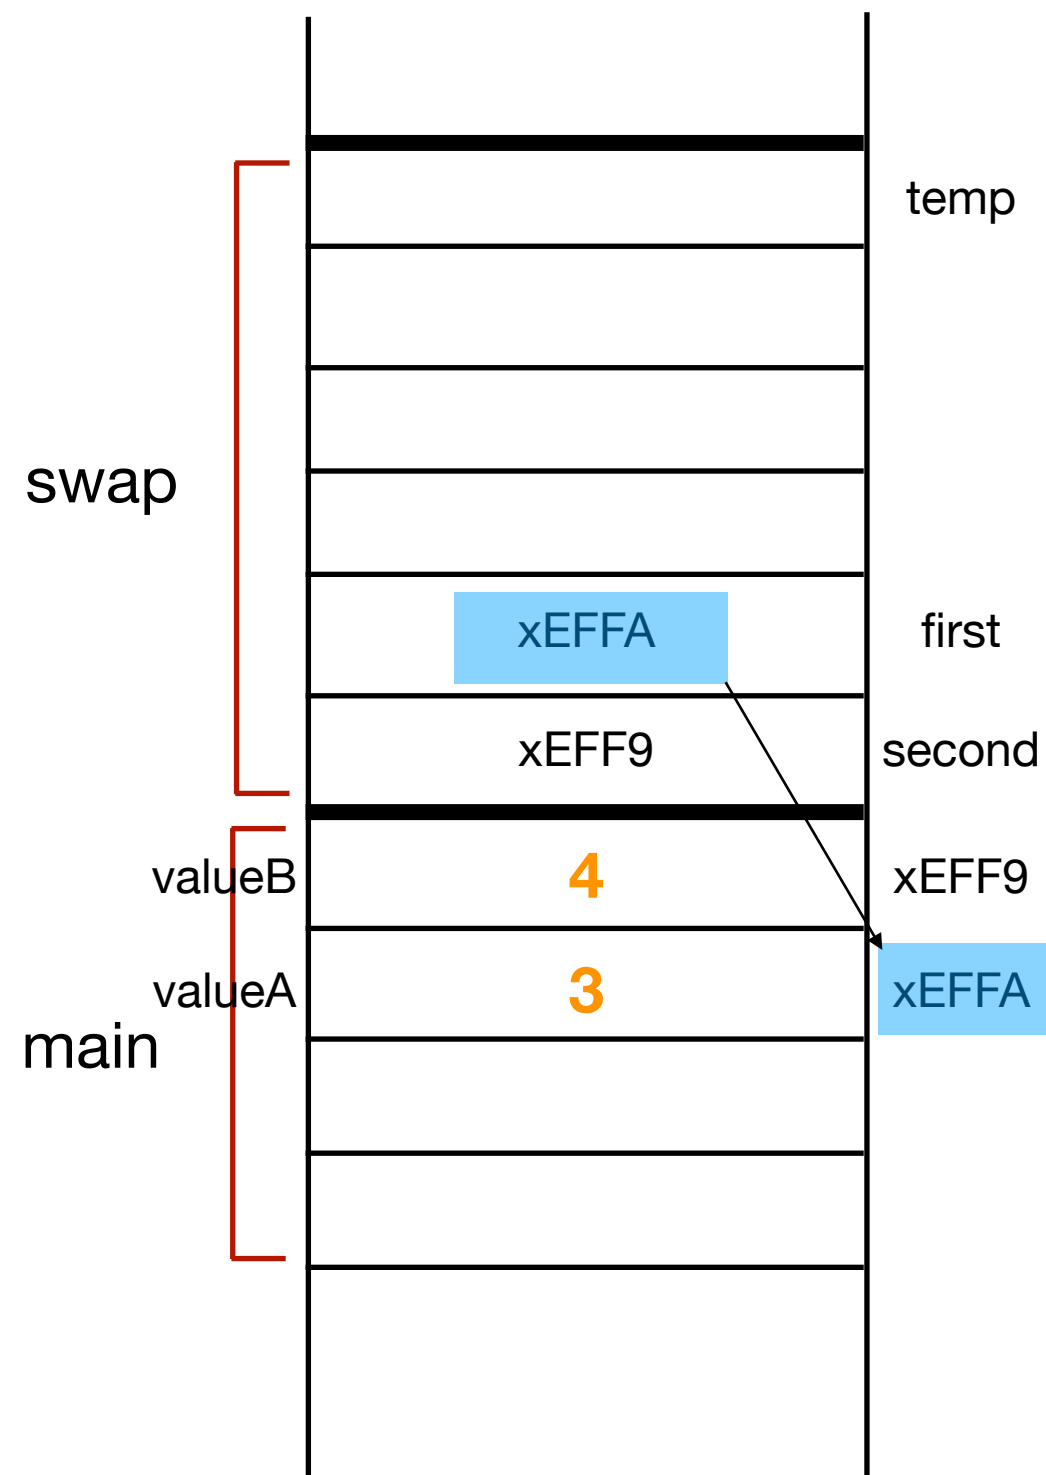 temp
swap
xEFFA
first
xEFF9
second
valueB
4
xEFF9
valueA
3
xEFFA
main